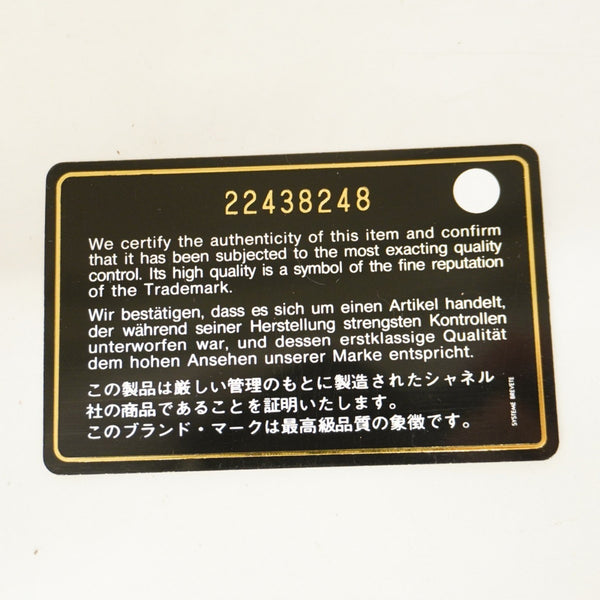 22438248
We certify the authenticity of this item and confirm
that it has been subjected to the most exacting quality
control. Its high quality is a symbol of the fine reputation
of the Trademark.
Wir bestätigen, dass es sich um einen Artikel handelt,
der während seiner Herstellung strengsten Kontrollen
unterworfen war, und dessen erstklassige Qualität
dem hohen Ansehen unserer Marke entspricht.
この製品は厳しい管理のもとに製造されたシャネル
社の商品であることを証明いたします。
このブランド・マークは最高級品質の象徴です。
SYSTEME BREVETE